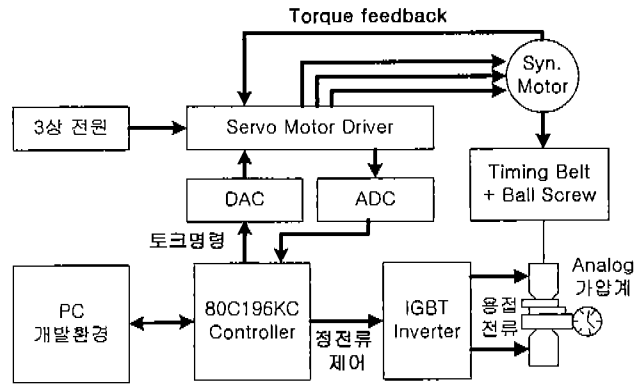 Torque feedback
Syn.
Motor
3상 전원
Servo Motor Driver
Timing Belt
+ Ball Screw
DAC
ADC
토크명령
PC
개발환경
80C196KC
Controller
정전류
제어
IGBT
Inverter
용접
전류
Analog
가압계